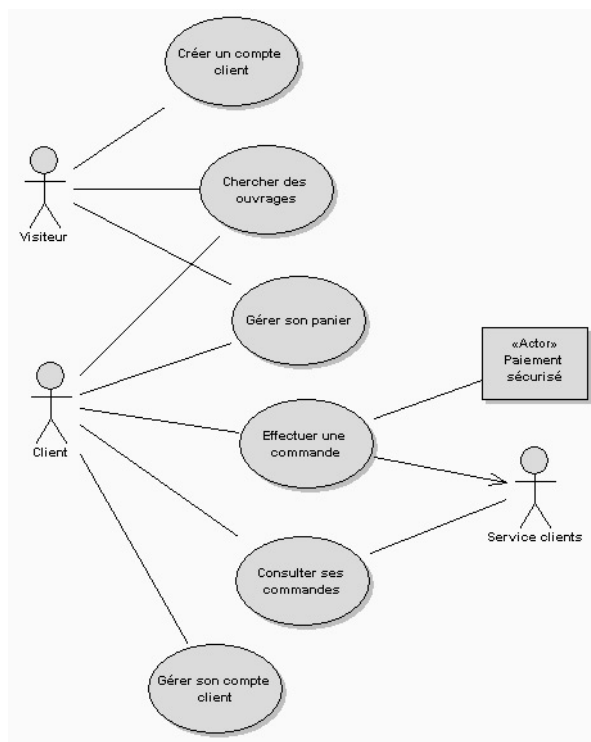 Créer un compte
client
Chercher des
ouvrages
Visiteur
Gérer son panier
«Actor»
Paiement
sécurisé
Client
Effectuer une
commande
Service clients
Consulter ses
commandes
Gérer son compte
client